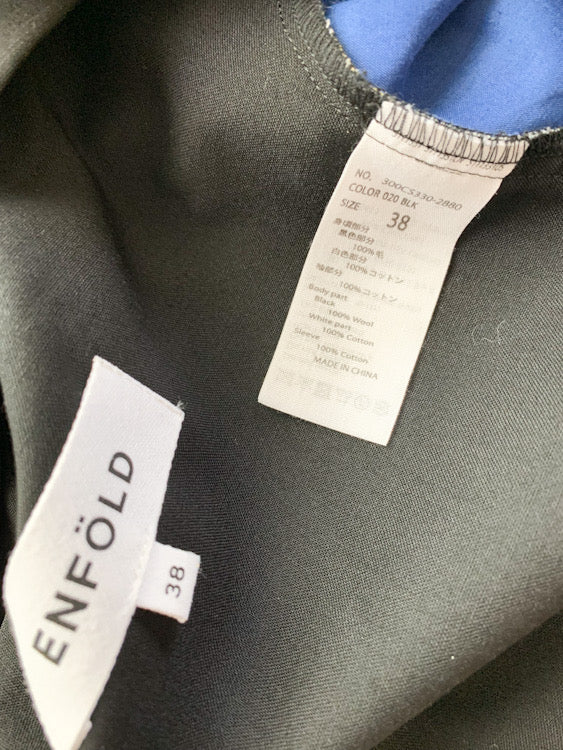 NO. 300CS330-2880
COLOR 020 BLK
SIZE 38
身頃部分
黒色部分
100%毛
白色部分
100%コットン
袖部分
100%コットン
Body part
Black
100% Wool
White part
100% Cotton
Sleeve
100% Cotton
MADE IN CHINA
ENFÖLD
38